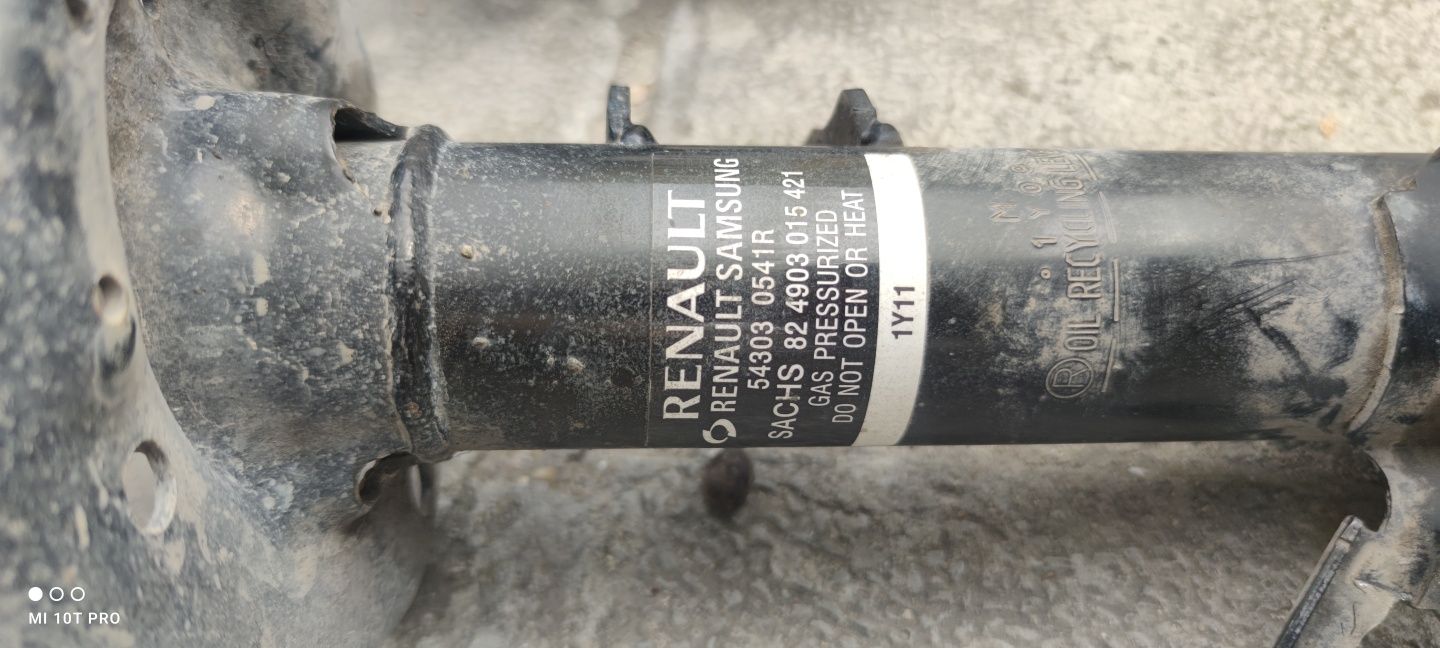 RENAULT
RENAULT SAMSUNG
54303 0541R
SACHS 82 4903 015 421
GAS PRESSURIZED
DO NOT OPEN OR HEAT
1Y11
® OIL RECYCLING
MI 10T PRO